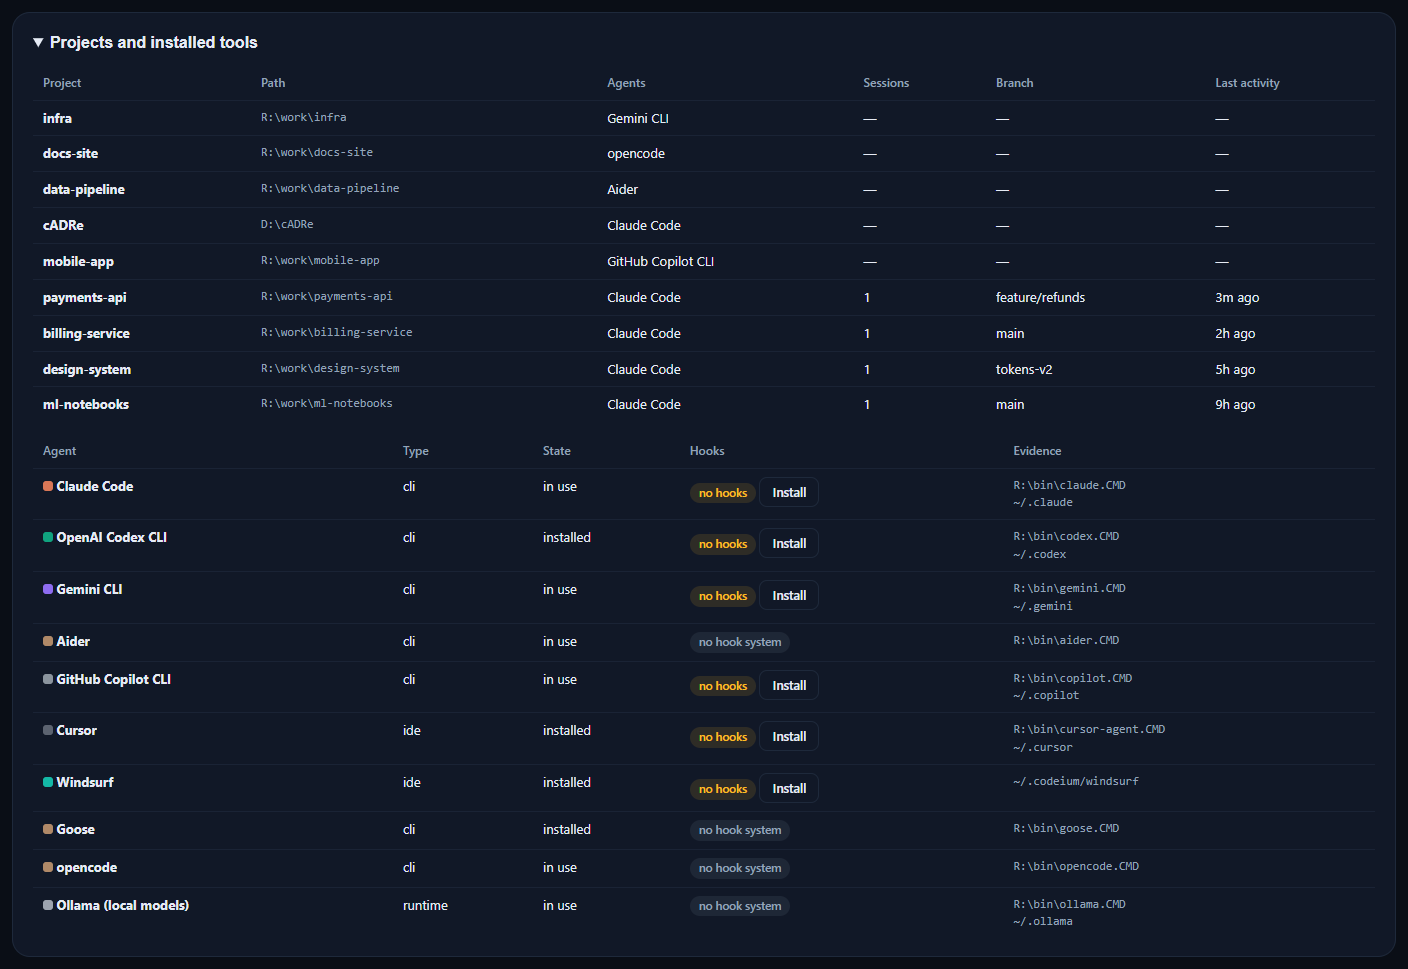 ▼ Projects and installed tools
Project Path Agents Sessions Branch Last activity
infra R:\work\infra Gemini CLI — — —
docs-site R:\work\docs-site opencode — — —
data-pipeline R:\work\data-pipeline Aider — — —
cADRe D:\cADRe Claude Code — — —
mobile-app R:\work\mobile-app GitHub Copilot CLI — — —
payments-api R:\work\payments-api Claude Code 1 feature/refunds 3m ago
billing-service R:\work\billing-service Claude Code 1 main 2h ago
design-system R:\work\design-system Claude Code 1 tokens-v2 5h ago
ml-notebooks R:\work\ml-notebooks Claude Code 1 main 9h ago
Agent Type State Hooks Evidence
Claude Code cli in use no hooks Install R:\bin\claude.CMD
~/.claude
OpenAI Codex CLI cli installed no hooks Install R:\bin\codex.CMD
~/.codex
Gemini CLI cli in use no hooks Install R:\bin\gemini.CMD
~/.gemini
Aider cli in use no hook system R:\bin\aider.CMD
GitHub Copilot CLI cli in use no hooks Install R:\bin\copilot.CMD
~/.copilot
Cursor ide installed no hooks Install R:\bin\cursor-agent.CMD
~/.cursor
Windsurf ide installed no hooks Install ~/.codeium/windsurf
Goose cli installed no hook system R:\bin\goose.CMD
opencode cli in use no hook system R:\bin\opencode.CMD
Ollama (local models) runtime in use no hook system R:\bin\ollama.CMD
~/.ollama